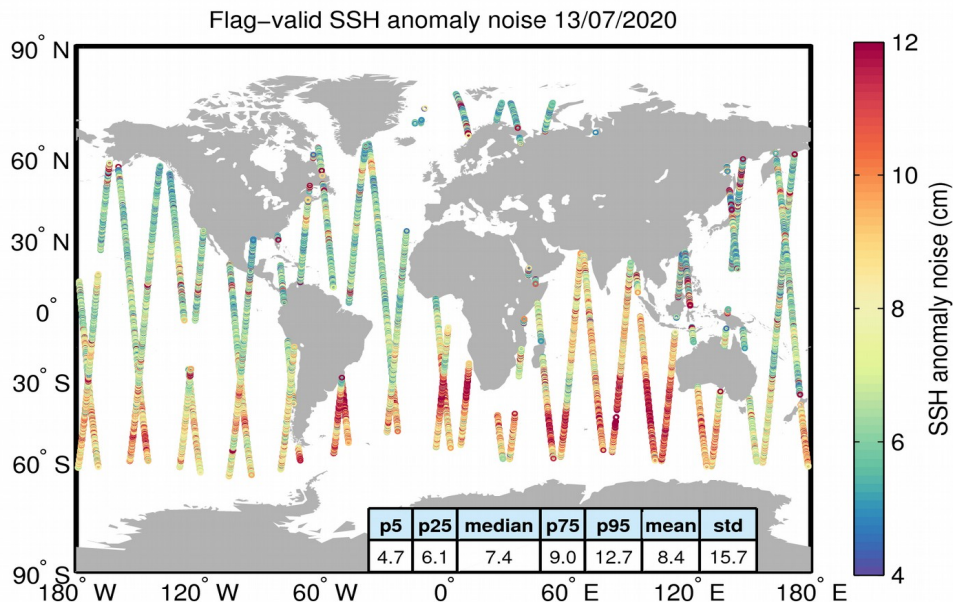 Flag−valid SSH anomaly noise 13/07/2020
90° N
60° N
30° N
0°
30° S
60° S
90° S
180° W
120° W
60° W
0°
60° E
120° E
180° E
p5 p25 median p75 p95 mean std
4.7 6.1 7.4 9.0 12.7 8.4 15.7
12
10
8
6
4
SSH anomaly noise (cm)